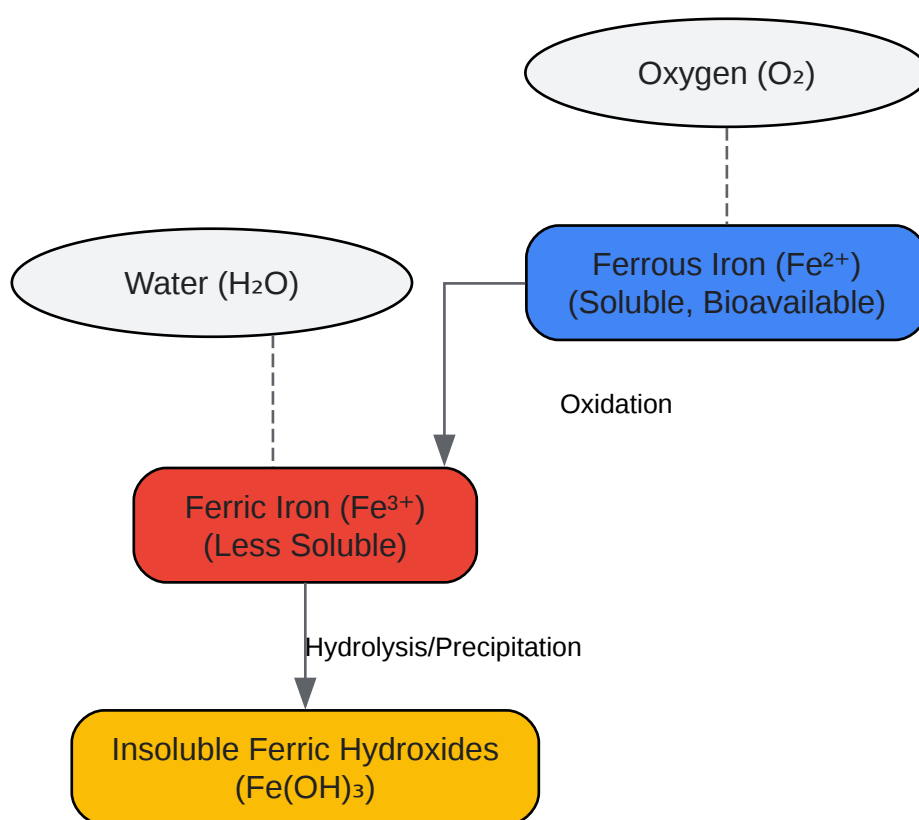 Oxygen (O₂)
Ferrous Iron (Fe²⁺)
(Soluble, Bioavailable)
Water (H₂O)
Oxidation
Ferric Iron (Fe³⁺)
(Less Soluble)
Hydrolysis/Precipitation
Insoluble Ferric Hydroxides
(Fe(OH)₃)